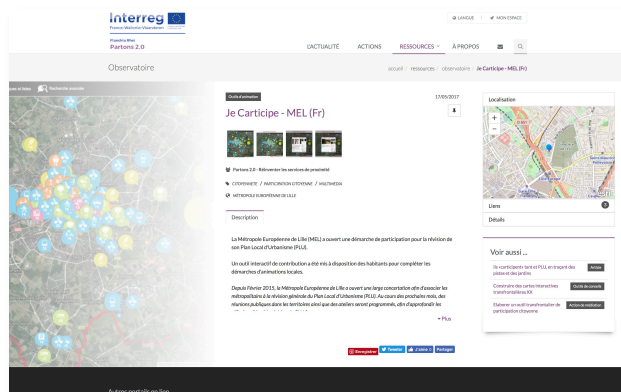 Interreg
France-Wallonie-Vlaanderen
Partons 2.0
LANGUE
MON ESPACE
L'ACTUALITÉ
ACTIONS
RESSOURCES
À PROPOS
Observatoire
accueil / ressources / observatoire / Je Carticipe - MEL (Fr)
Recherche avancée
Outils d'animation
17/05/2017
Je Carticipe - MEL (Fr)
Partons 2.0 - Réinventer les services de proximité
CITOYENNETÉ / PARTICIPATION CITOYENNE / MULTIMEDIA
MÉTROPOLE EUROPÉENNE DE LILLE
Description
La Métropole Européenne de Lille (MEL) a ouvert une démarche de participation pour la révision de
son Plan Local d'Urbanisme (PLU).
Un outil interactif de contribution a été mis à disposition des habitants pour compléter les
démarches d'animations locales.
Depuis Février 2015, la Métropole Européenne de Lille a ouvert une large concertation afin d'associer les
métropolitains à la révision générale du Plan Local d'Urbanisme (PLU). Au cours des prochains mois, des
réunions publiques dans les territoires ainsi que des ateliers seront programmés, afin d'approfondir les
Plus
Enregistrer
Tweeter
J'aime 0
Partager
Localisation
+
−
Liens
Détails
Voir aussi ...
Ils «carticipent» tant et PLU, en traçant des
pistes et des jardins
Article
Construire des cartes interactives
transfrontalières XX
Outils de conseils
Elaborer un outil transfrontalier de
participation citoyenne
Action de médiation
Autres portails en lien